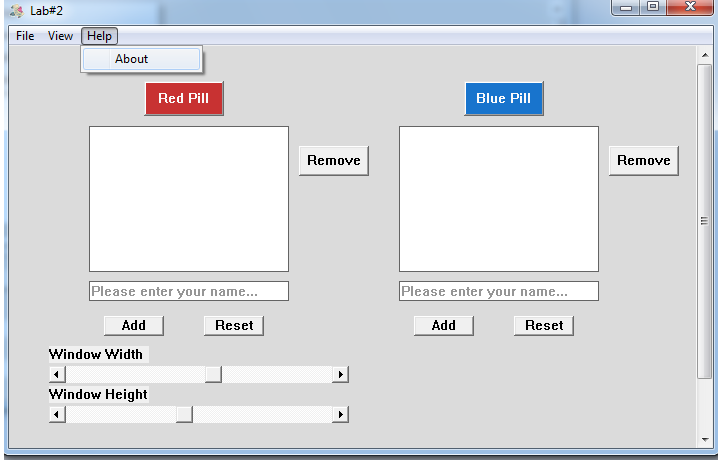 Lab#2
File View Help
About
Red Pill Blue Pill
Remove Remove
Please enter your name... Please enter your name...
Add Reset Add Reset
Window Width
Window Height